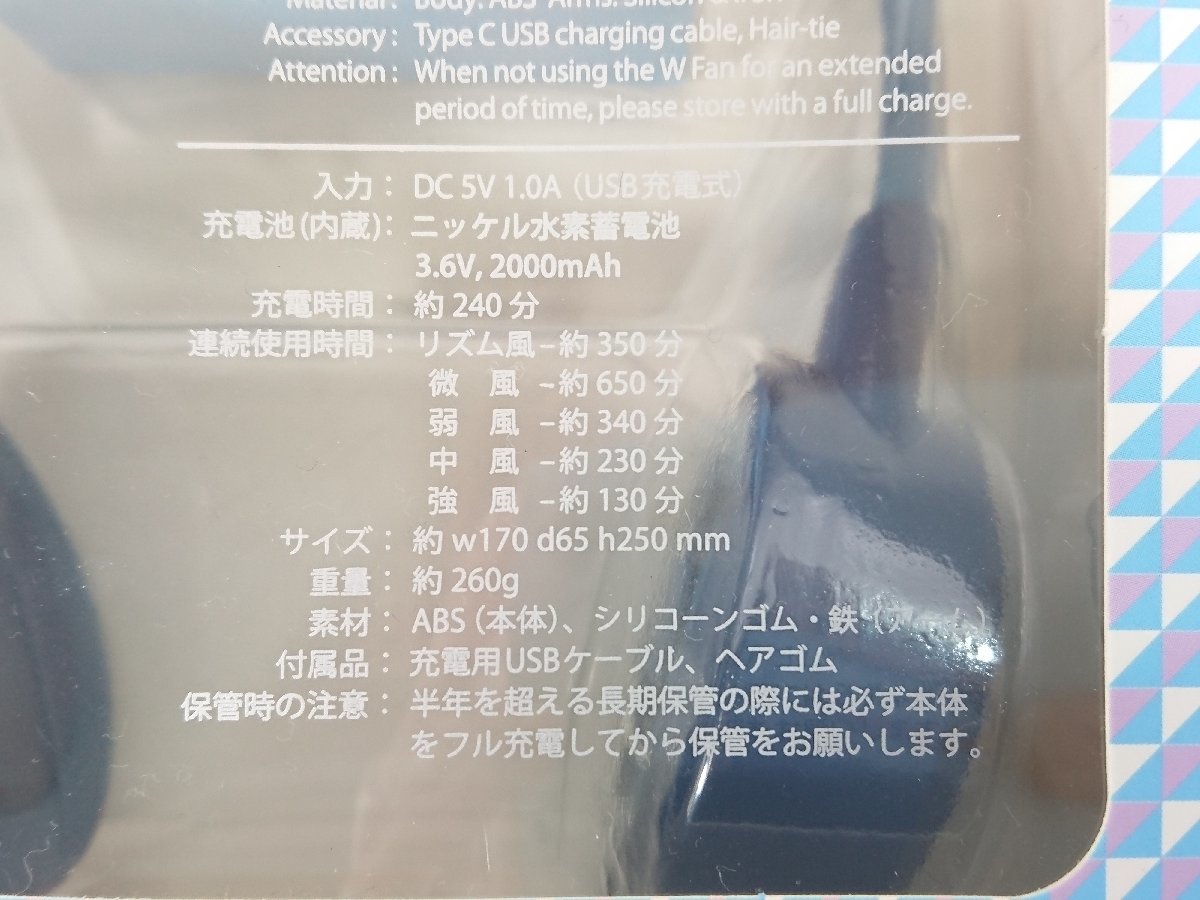 Material: Body: ABS Arms: Silicon & Iron
Accessory: Type C USB charging cable, Hair-tie
Attention: When not using the W Fan for an extended
period of time, please store with a full charge.
入力： DC 5V 1.0A（USB充電式）
充電池（内蔵）： ニッケル水素蓄電池
3.6V, 2000mAh
充電時間： 約 240 分
連続使用時間： リズム風 – 約 350 分
微　風 – 約 650 分
弱　風 – 約 340 分
中　風 – 約 230 分
強　風 – 約 130 分
サイズ： 約 w170 d65 h250 mm
重量： 約 260g
素材： ABS（本体）、シリコーンゴム・鉄（アーム）
付属品： 充電用USBケーブル、ヘアゴム
保管時の注意： 半年を超える長期保管の際には必ず本体
をフル充電してから保管をお願いします。